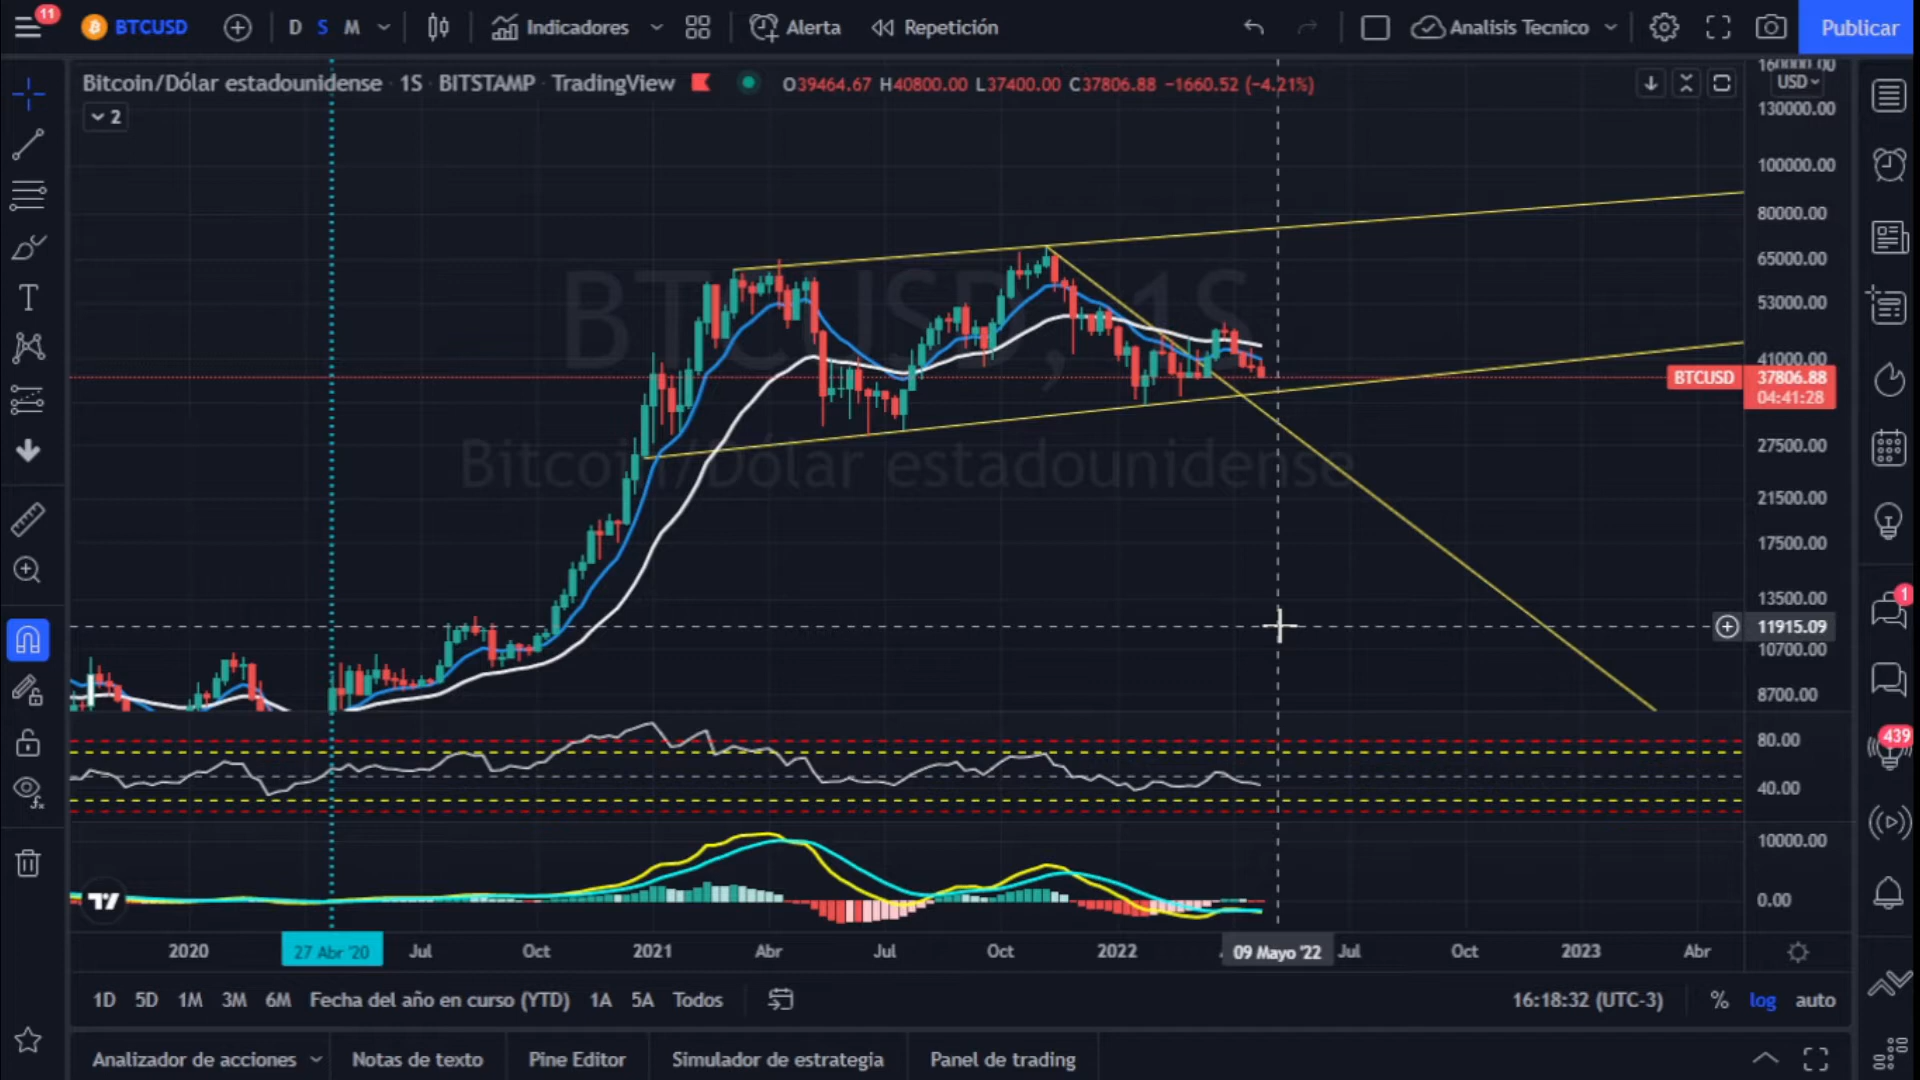 11
BTCUSD
D S M
Indicadores
Alerta
Repetición
Analisis Tecnico
Publicar
Bitcoin/Dólar estadounidense · 1S · BITSTAMP · TradingView
O39464.67 H40800.00 L37400.00 C37806.88 −1660.52 (−4.21%)
2
USD
160000.00
130000.00
100000.00
80000.00
65000.00
53000.00
41000.00
BTCUSD 37806.88
04:41:28
27500.00
21500.00
17500.00
13500.00
11915.09
10700.00
8700.00
BTCUSD, 1S
Bitcoin/Dólar estadounidense
80.00
40.00
10000.00
0.00
1
439
2020 27 Abr '20 Jul Oct 2021 Abr Jul Oct 2022 09 Mayo '22 Jul Oct 2023 Abr
1D 5D 1M 3M 6M Fecha del año en curso (YTD) 1A 5A Todos
16:18:32 (UTC-3) % log auto
Analizador de acciones Notas de texto Pine Editor Simulador de estrategia Panel de trading